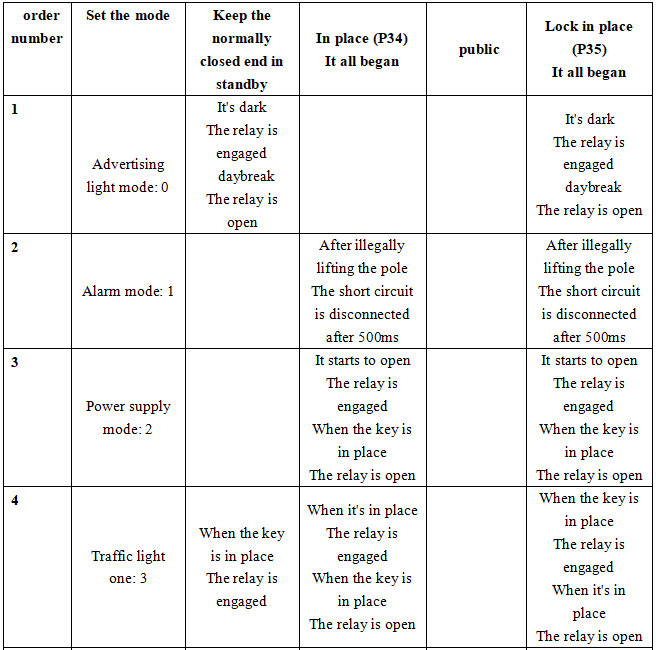 order number
Set the mode
Keep the
normally
closed end in
standby
In place (P34)
It all began
public
Lock in place
(P35)
It all began
1
Advertising
light mode: 0
It's dark
The relay is
engaged
daybreak
The relay is
open
It's dark
The relay is
engaged
daybreak
The relay is open
2
Alarm mode: 1
After illegally
lifting the pole
The short circuit
is disconnected
after 500ms
After illegally
lifting the pole
The short circuit
is disconnected
after 500ms
3
Power supply
mode: 2
It starts to open
The relay is
engaged
When the key is
in place
The relay is open
It starts to open
The relay is
engaged
When the key is
in place
The relay is open
4
Traffic light
one: 3
When the key
is in place
The relay is
engaged
When it's in place
The relay is
engaged
When the key is
in place
The relay is open
When the key is
in place
The relay is
engaged
When it's in
place
The relay is open